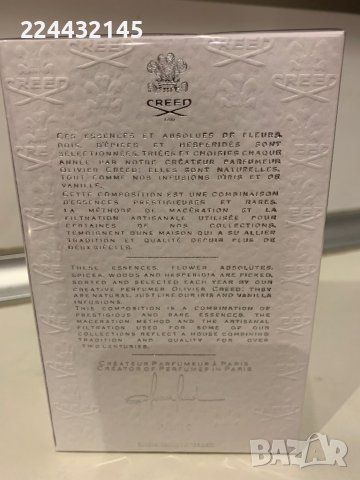 224432145
CREED
1760
CES ESSENCES ET ABSOLUES DE FLEURS,
BOIS, D'ÉPICES ET HESPERIDÉS SONT
SÉLECTIONNÉES, TRIÉES ET CHOISIES CHAQUE
ANNÉE PAR NOTRE CRÉATEUR PARFUMEUR
OLIVIER CREED; ELLES SONT NATURELLES,
TOUT COMME NOS INFUSIONS D'IRIS ET DE
VANILLE.
CETTE COMPOSITION EST UNE COMBINAISON
D'ESSENCES PRESTIGIEUSES ET RARES.
LA MÉTHODE DE MACÉRATION ET LA
FILTRATION ARTISANALE UTILISÉE POUR
CERTAINES DE NOS COLLECTIONS,
TÉMOIGNENT D'UNE MAISON QUI A SU ALLIER
TRADITION ET QUALITÉ DEPUIS PLUS DE
DEUX SIÈCLES.
THESE ESSENCES, FLOWER ABSOLUTES,
SPICES, WOODS AND HESPERIDIA ARE PICKED,
SORTED AND SELECTED EACH YEAR BY OUR
CREATIVE PERFUMER OLIVIER CREED; THEY
ARE NATURAL, JUST LIKE OUR IRIS AND VANILLA
INFUSIONS.
THIS COMPOSITION IS A COMBINATION OF
PRESTIGIOUS AND RARE ESSENCES. THE
MACERATION METHOD AND THE ARTISANAL
FILTRATION USED FOR SOME OF OUR
COLLECTIONS REFLECT A HOUSE COMBINING
TRADITION AND QUALITY FOR OVER
TWO CENTURIES.
CRÉATEUR PARFUMEUR À PARIS
CREATOR OF PERFUMES IN PARIS
BAZAR